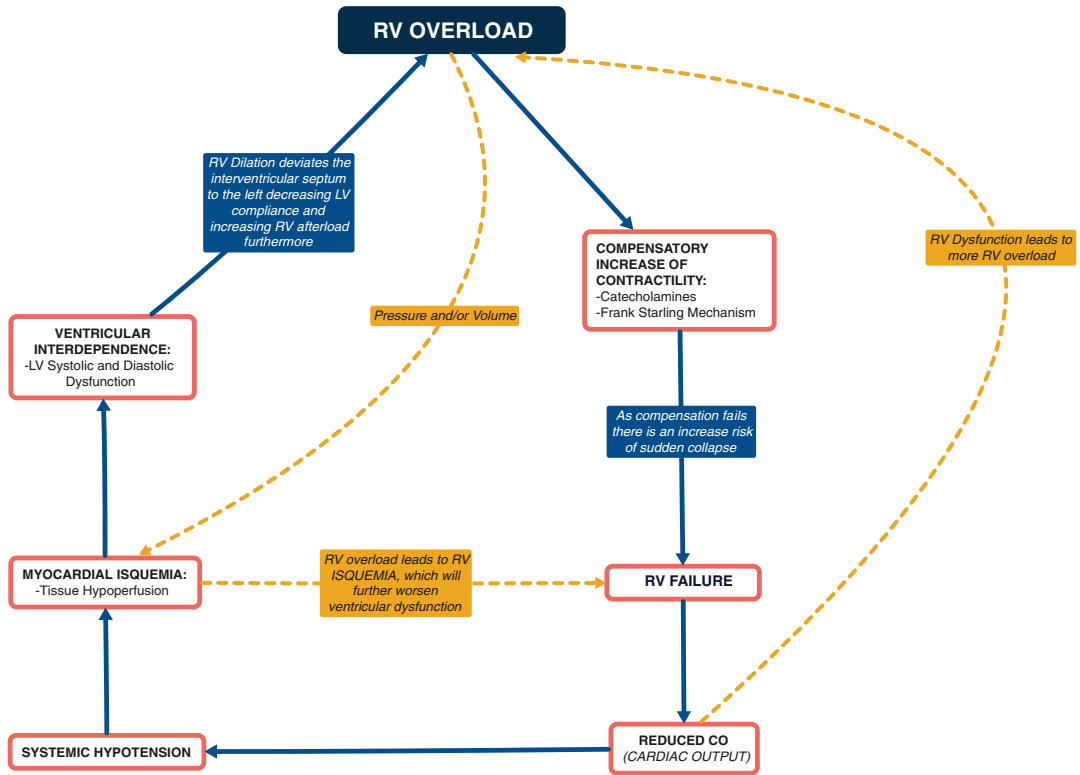 RV OVERLOAD
RV Dilation deviates the
interventricular septum
to the left decreasing LV
compliance and
increasing RV afterload
furthermore
COMPENSATORY
INCREASE OF
CONTRACTILITY:
-Catecholamines
-Frank Starling Mechanism
RV Dysfunction leads to
more RV overload
Pressure and/or Volume
VENTRICULAR
INTERDEPENDENCE:
-LV Systolic and Diastolic
Dysfunction
As compensation fails
there is an increase risk
of sudden collapse
MYOCARDIAL ISQUEMIA:
-Tissue Hypoperfusion
RV overload leads to RV
ISQUEMIA, which will
further worsen
ventricular dysfunction
RV FAILURE
SYSTEMIC HYPOTENSION
REDUCED CO
(CARDIAC OUTPUT)